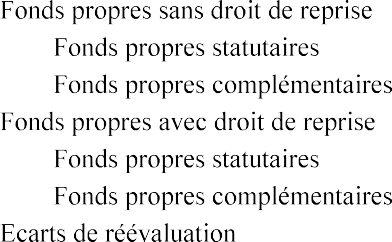 Fonds propres sans droit de reprise
Fonds propres statutaires
Fonds propres complémentaires
Fonds propres avec droit de reprise
Fonds propres statutaires
Fonds propres complémentaires
Ecarts de réévaluation